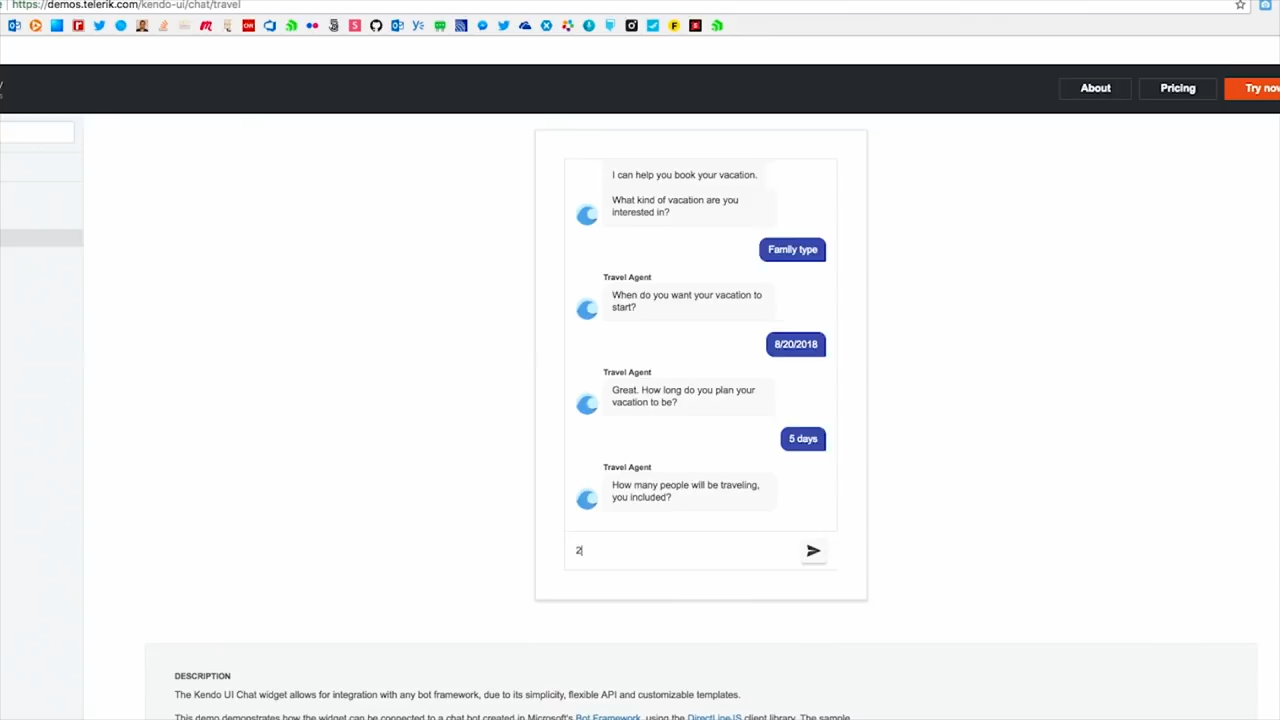 https://demos.telerik.com/kendo-ui/chat/travel
About
Pricing
Try now
I can help you book your vacation.
What kind of vacation are you
interested in?
Family type
Travel Agent
When do you want your vacation to
start?
8/20/2018
Travel Agent
Great. How long do you plan your
vacation to be?
5 days
Travel Agent
How many people will be traveling,
you included?
2
DESCRIPTION
The Kendo UI Chat widget allows for integration with any bot framework, due to its simplicity, flexible API and customizable templates.
This demo demonstrates how the widget can be connected to a chat bot created in Microsoft's Bot Framework, using the DirectLineJS client library. The sample